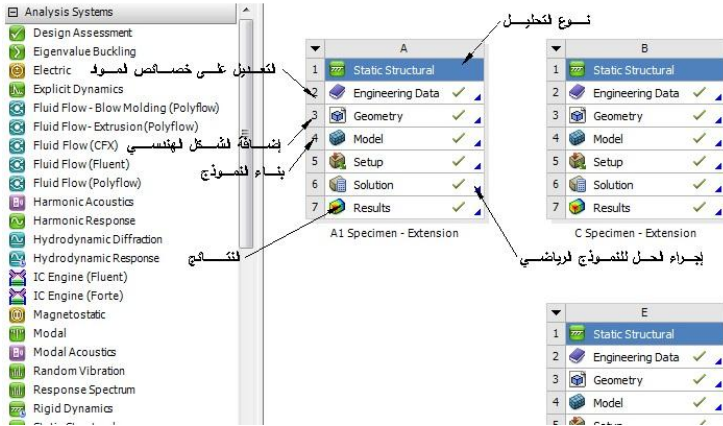 Analysis Systems
Design Assessment
Eigenvalue Buckling
Electric
Explicit Dynamics
Fluid Flow - Blow Molding (Polyflow)
Fluid Flow - Extrusion (Polyflow)
Fluid Flow (CFX)
Fluid Flow (Fluent)
Fluid Flow (Polyflow)
Harmonic Acoustics
Harmonic Response
Hydrodynamic Diffraction
Hydrodynamic Response
IC Engine (Fluent)
IC Engine (Forte)
Magnetostatic
Modal
Modal Acoustics
Random Vibration
Response Spectrum
Rigid Dynamics
نوع التحليل
التعديل على خصائص المواد
إضافة الشكل الهندسي
بناء النموذج
النتائج
إجراء الحل للنموذج الرياضي
A
1 Static Structural
2 Engineering Data
3 Geometry
4 Model
5 Setup
6 Solution
7 Results
A1 Specimen - Extension
B
1 Static Structural
2 Engineering Data
3 Geometry
4 Model
5 Setup
6 Solution
7 Results
C Specimen - Extension
E
1 Static Structural
2 Engineering Data
3 Geometry
4 Model